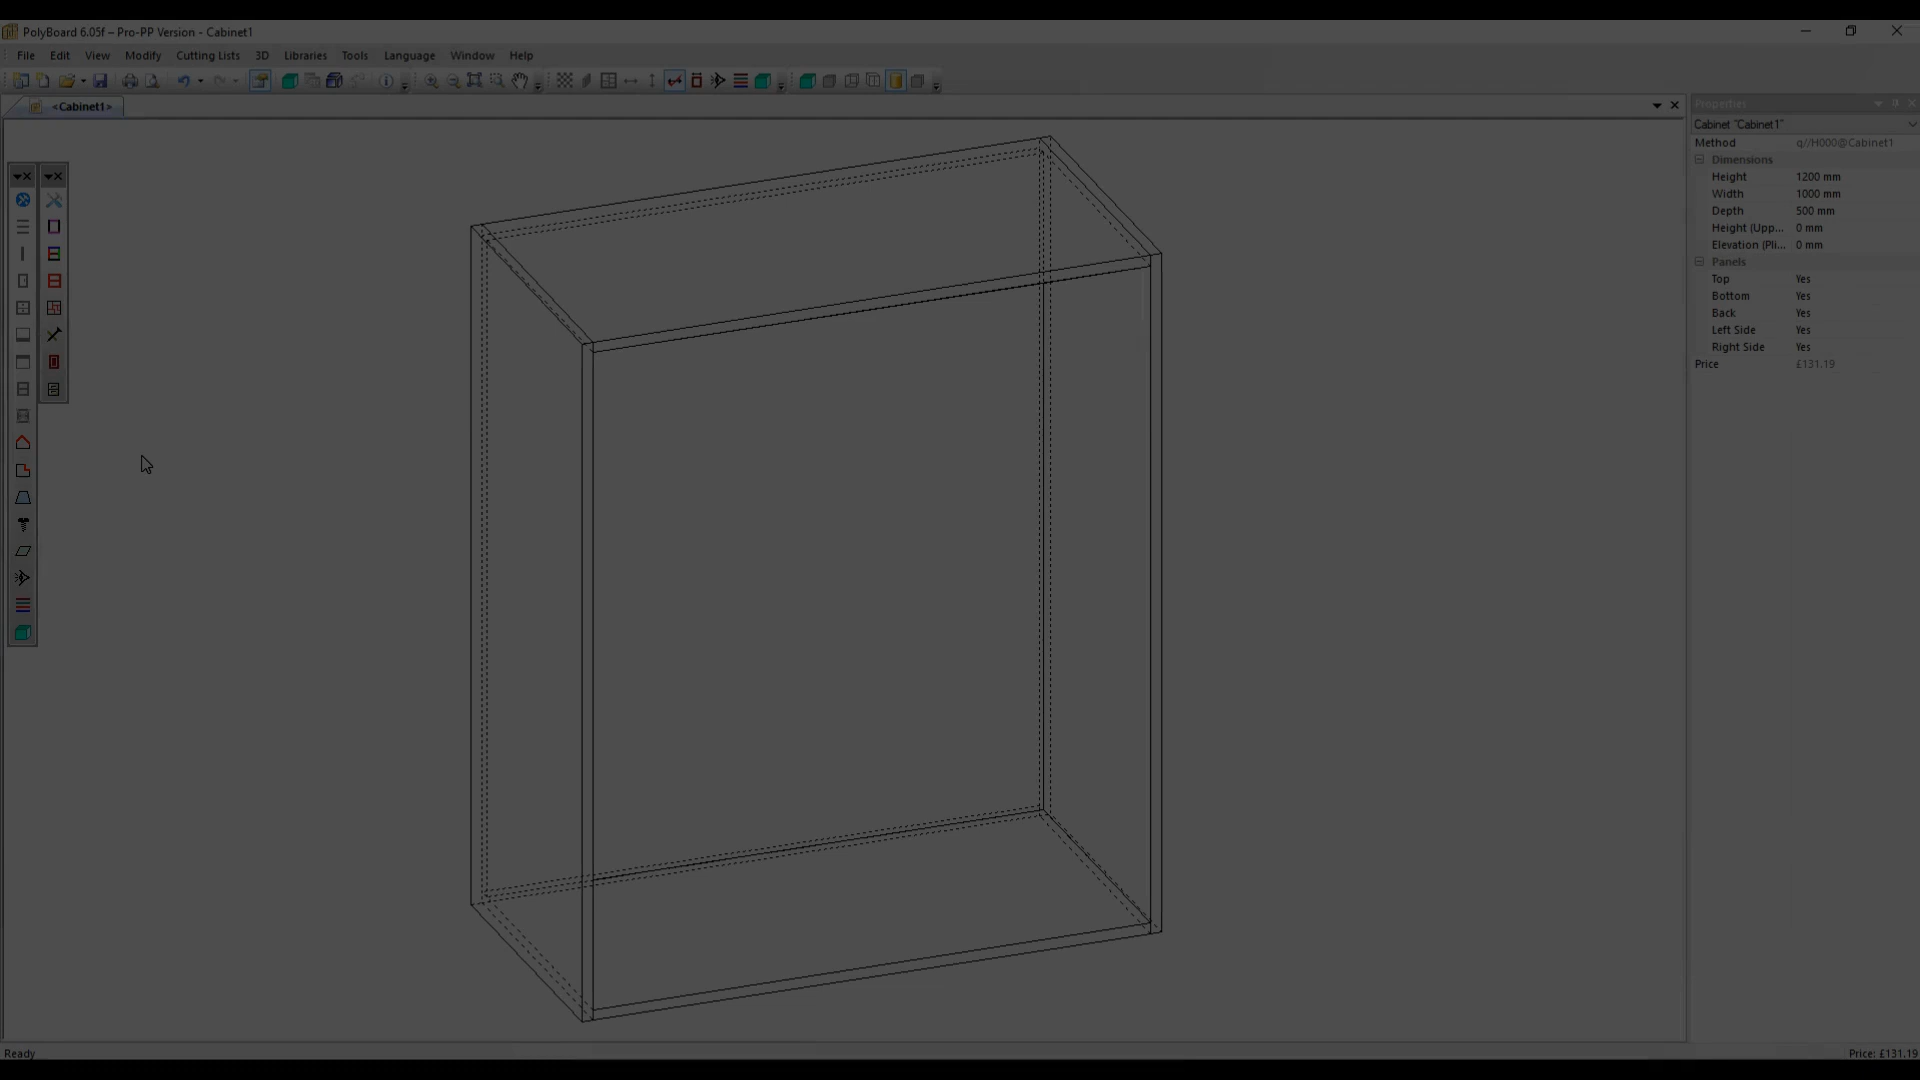 PolyBoard 6.05f – Pro-PP Version - Cabinet1
File Edit View Modify Cutting Lists 3D Libraries Tools Language Window Help
<Cabinet1>
Properties
Cabinet "Cabinet1"
Method q//H000@Cabinet1
Dimensions
Height 1200 mm
Width 1000 mm
Depth 500 mm
Height (Upp... 0 mm
Elevation (Pli... 0 mm
Panels
Top Yes
Bottom Yes
Back Yes
Left Side Yes
Right Side Yes
Price £131.19
Ready
Price: £131.19